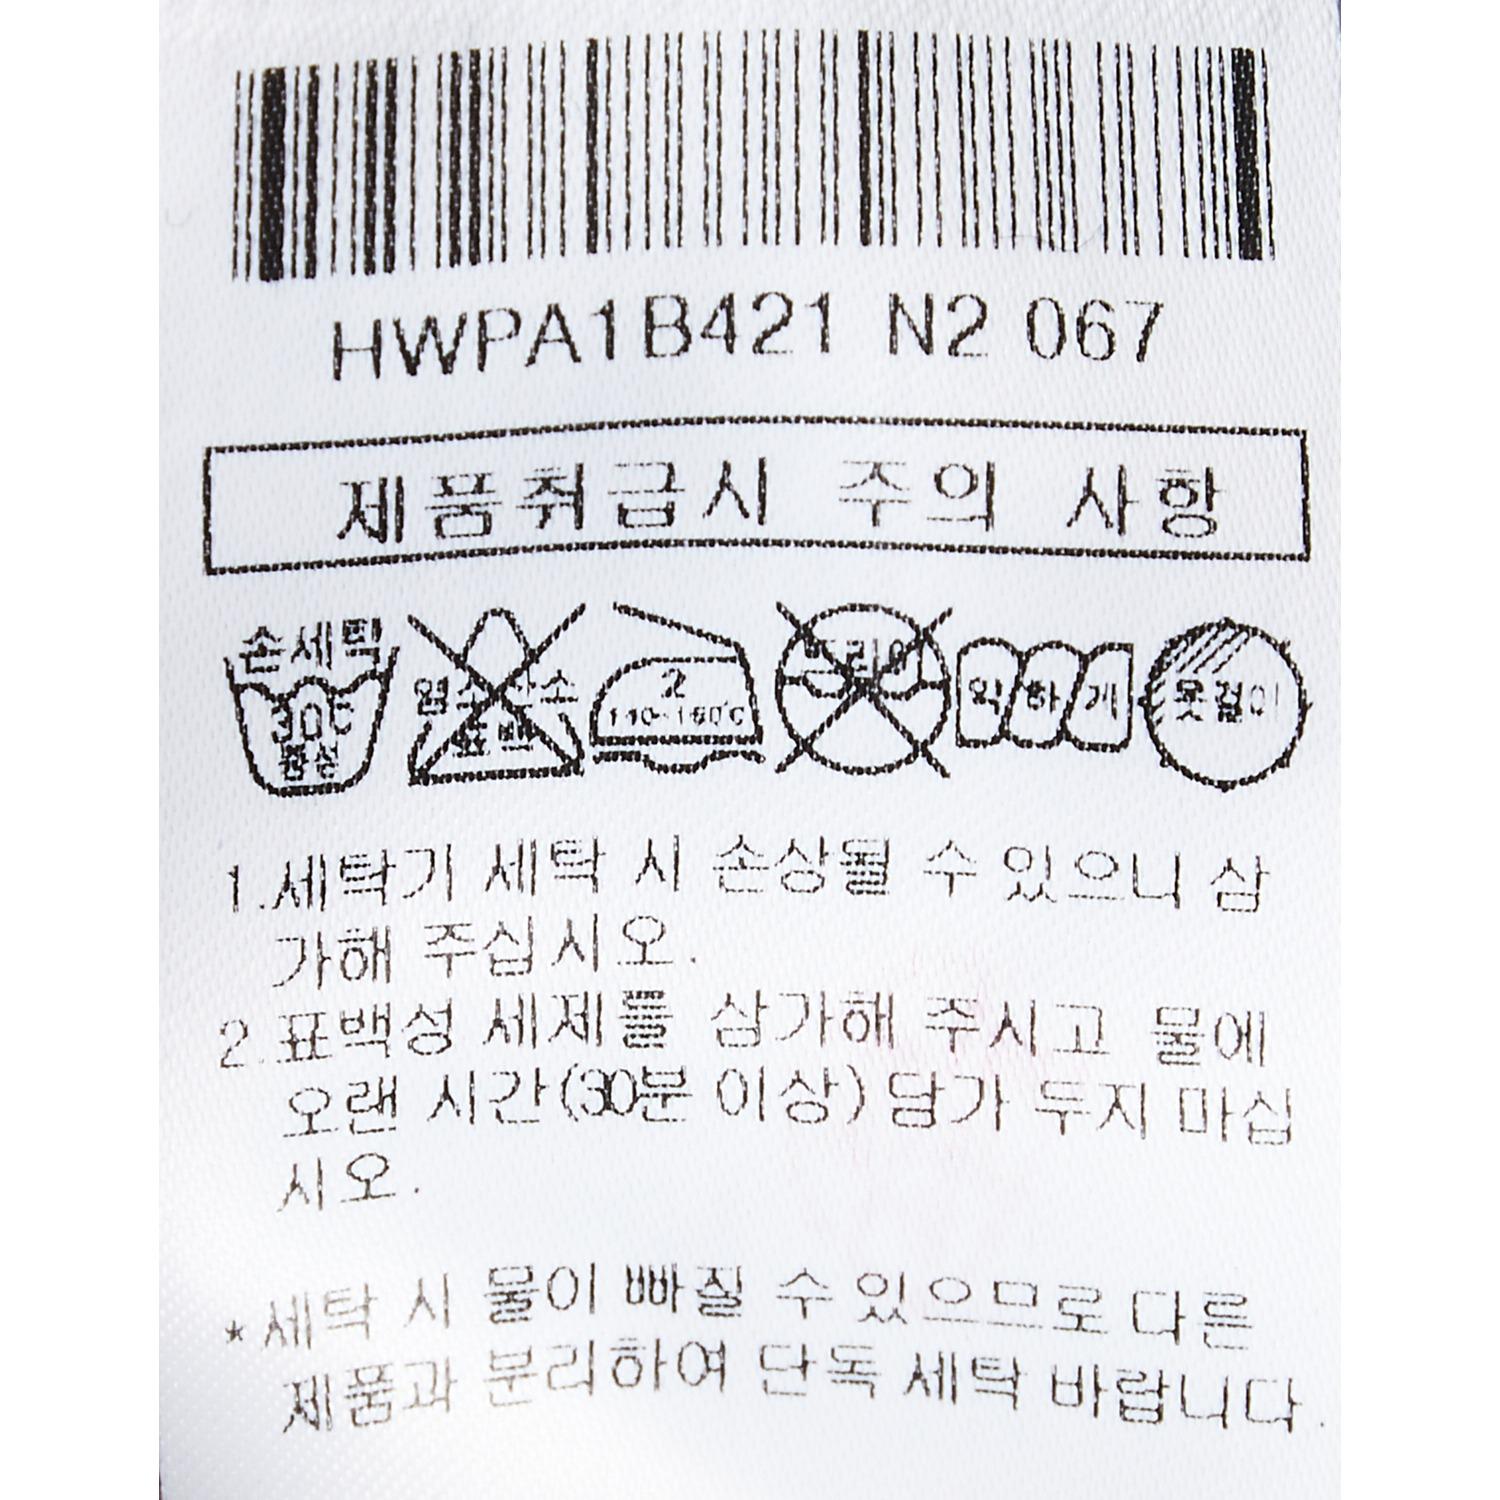 HWPA1B421 N2 067
제품취급시 주의 사항
손세탁 30℃ 중성
염소산소 표백
2 140~160℃
드라이
약하게
옷걸이
1.세탁기 세탁 시 손상될 수 있으니 삼
가해 주십시오.
2.표백성 세제를 삼가해 주시고 물에
오랜 시간(30분 이상) 담가 두지 마십
시오.
*세탁 시 물이 빠질 수 있으므로 다른
제품과 분리하여 단독 세탁 바랍니다.